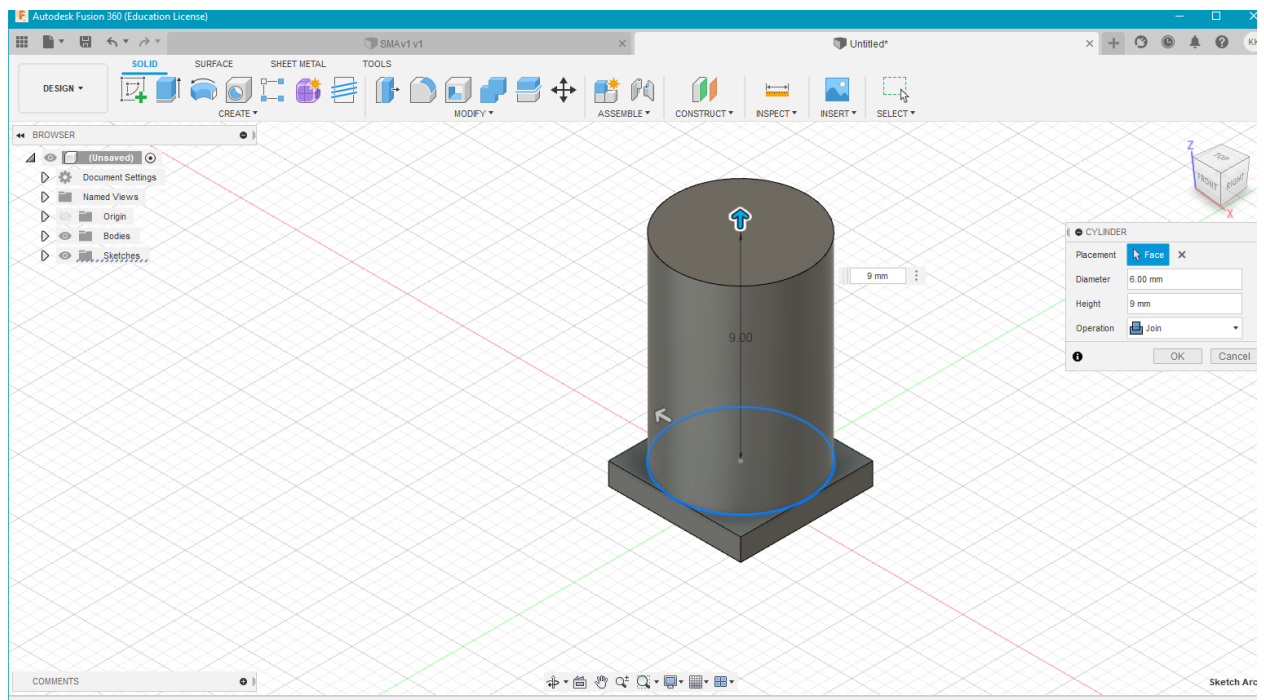 F Autodesk Fusion 360 (Education License)
SMAv1 v1
Untitled*
KK
SOLID SURFACE SHEET METAL TOOLS
DESIGN
CREATE MODIFY ASSEMBLE CONSTRUCT INSPECT INSERT SELECT
BROWSER
(Unsaved)
Document Settings
Named Views
Origin
Bodies
Sketches
Z
TOP
FRONT RIGHT
X
CYLINDER
Placement Face
Diameter 6.00 mm
Height 9 mm
Operation Join
OK Cancel
9 mm
9.00
COMMENTS
Sketch Arc